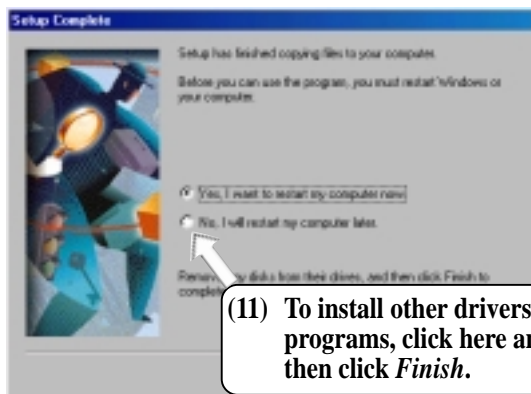 Setup Complete
Setup has finished copying files to your computer.
Before you can use the program, you must restart Windows or
your computer.
Yes, I want to restart my computer now.
No, I will restart my computer later.
disks from their drives, and then click Finish to
(11) To install other drivers
programs, click here
then click Finish.